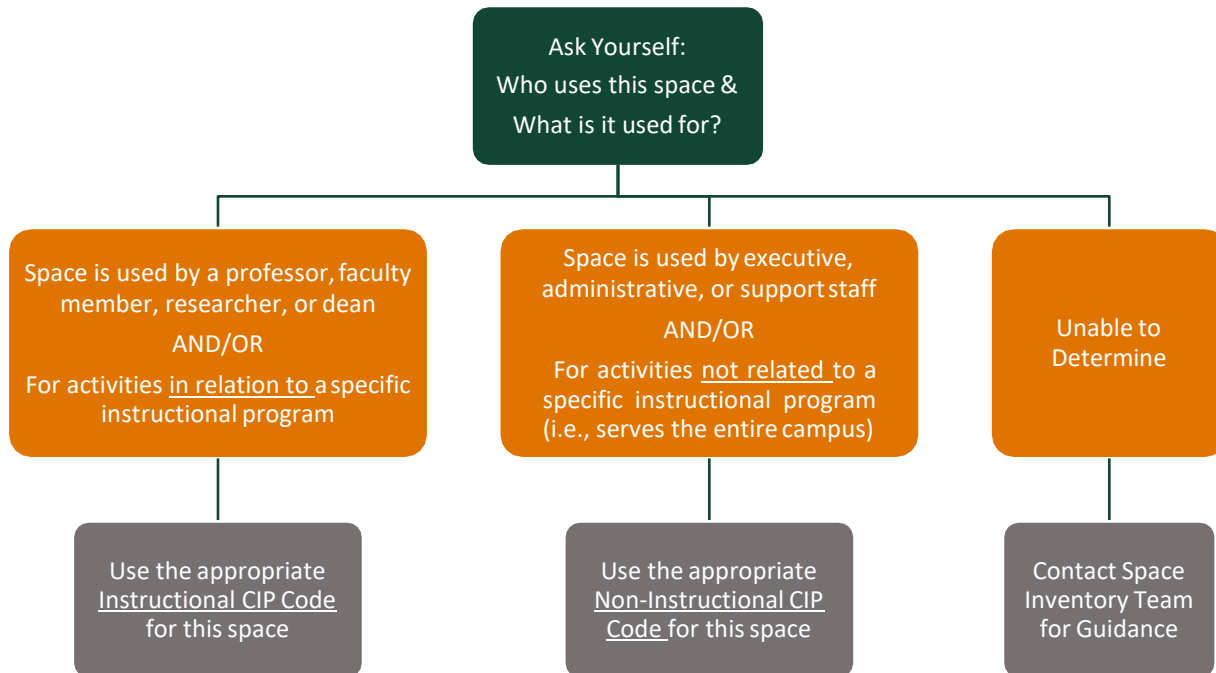 Ask Yourself:
Who uses this space &
What is it used for?
Space is used by a professor, faculty
member, researcher, or dean
AND/OR
For activities in relation to a specific
instructional program
Space is used by executive,
administrative, or support staff
AND/OR
For activities not related to a
specific instructional program
(i.e., serves the entire campus)
Unable to
Determine
Use the appropriate
Instructional CIP Code
for this space
Use the appropriate
Non-Instructional CIP
Code for this space
Contact Space
Inventory Team
for Guidance